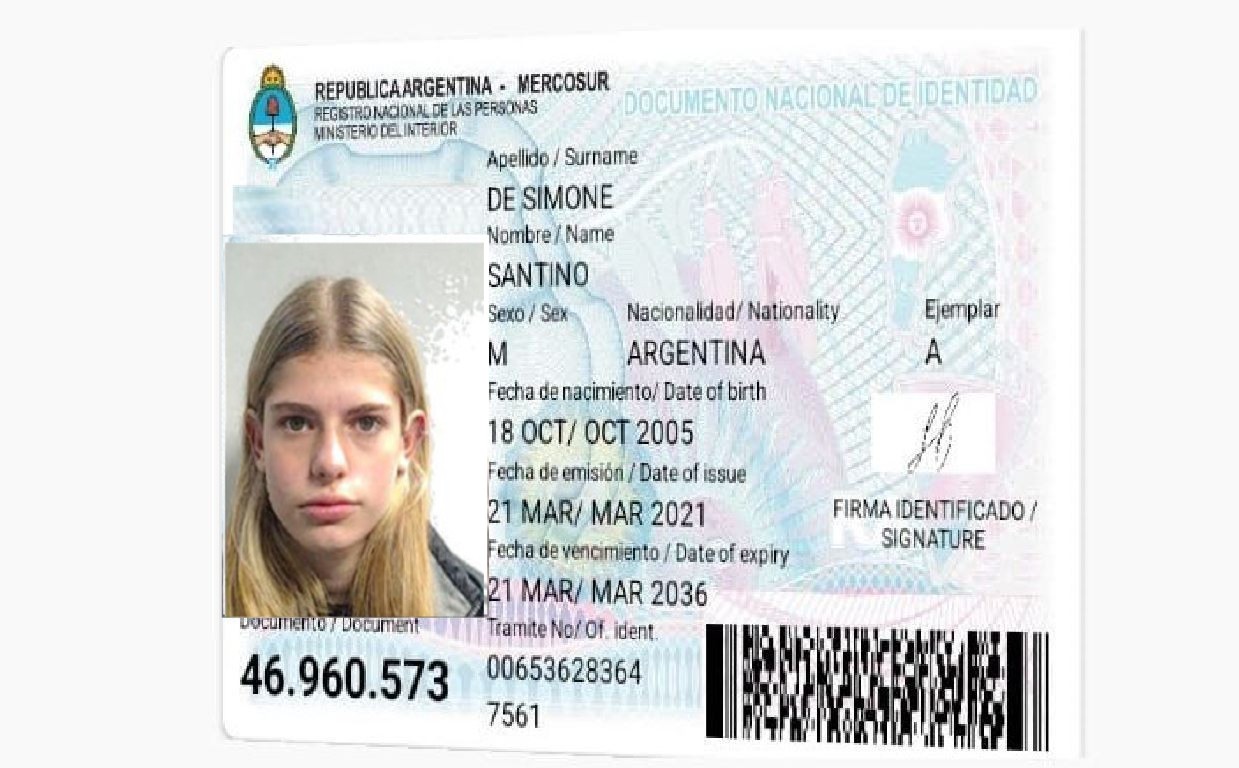 REPUBLICA ARGENTINA - MERCOSUR
REGISTRO NACIONAL DE LAS PERSONAS
MINISTERIO DEL INTERIOR
DOCUMENTO NACIONAL DE IDENTIDAD
Apellido / Surname
DE SIMONE
Nombre / Name
SANTINO
Sexo / Sex Nacionalidad/ Nationality Ejemplar
M ARGENTINA A
Fecha de nacimiento/ Date of birth
18 OCT/ OCT 2005
Fecha de emisión / Date of issue
21 MAR/ MAR 2021
Fecha de vencimiento / Date of expiry
21 MAR/ MAR 2036
FIRMA IDENTIFICADO /
SIGNATURE
Documento / Document
46.960.573
Tramite No/ Of. ident.
00653628364
7561